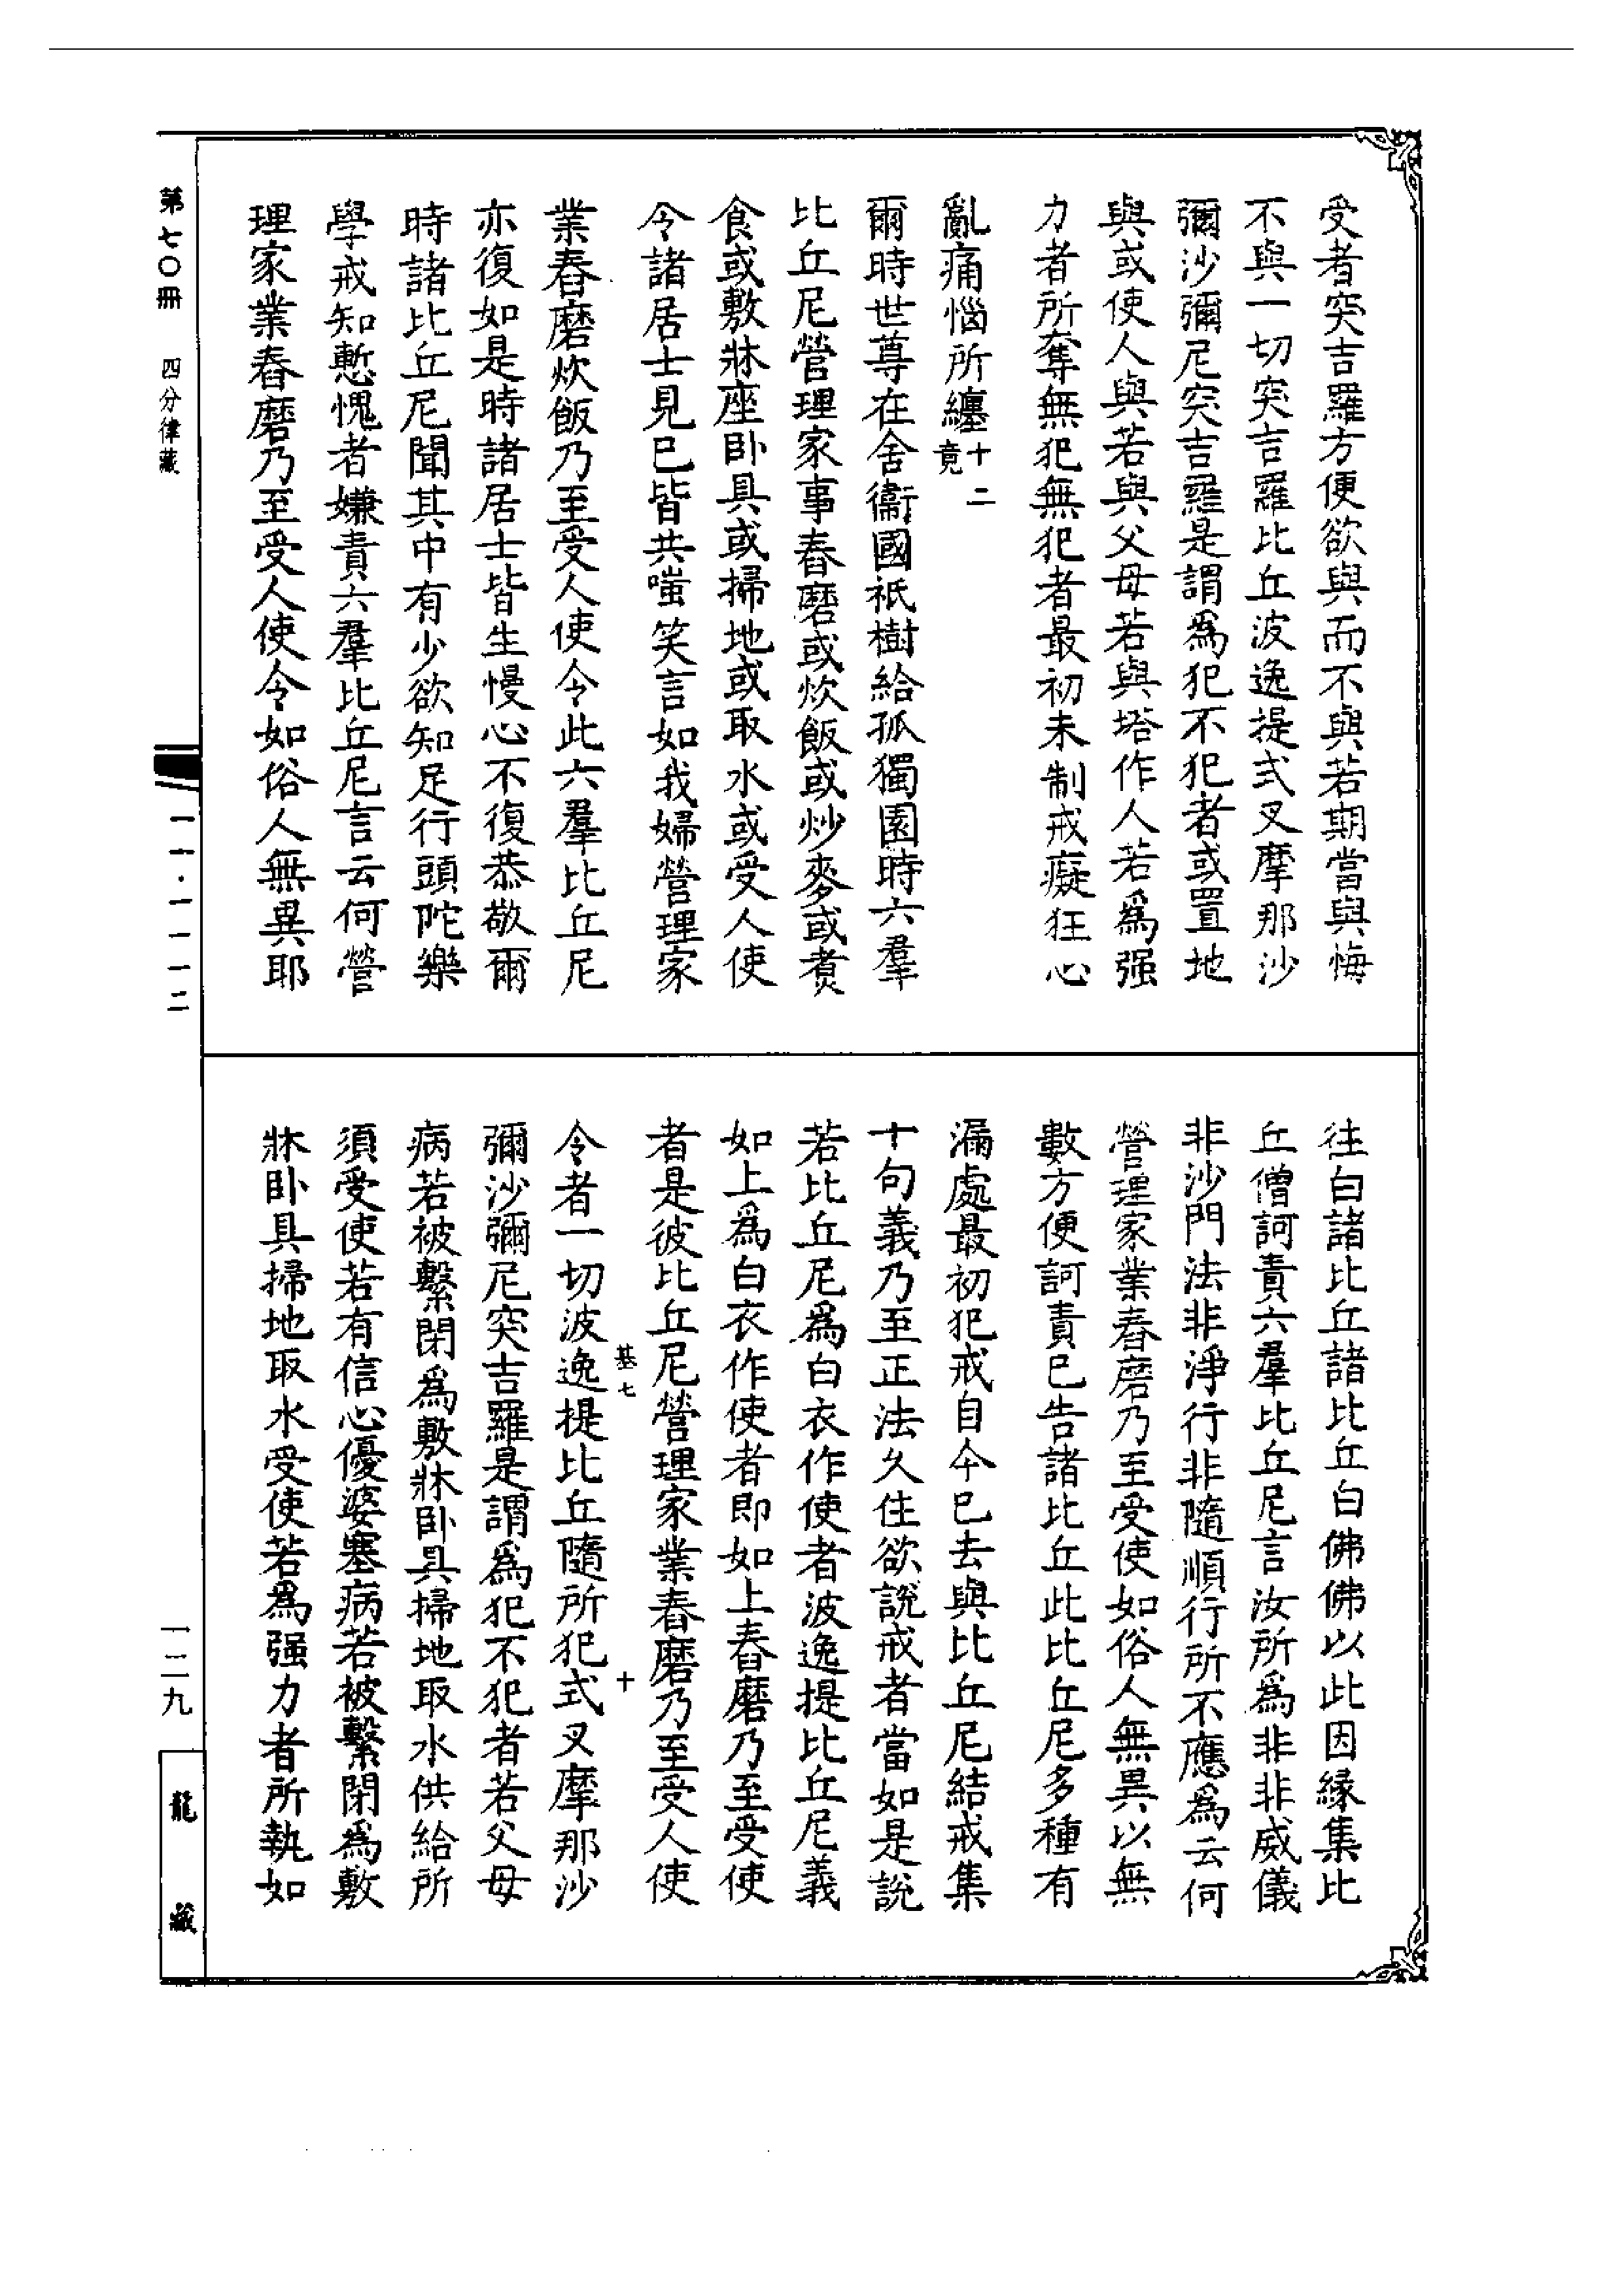 受者突吉羅方便欲與而不與若期當與悔
不與一切突吉羅比丘波逸提式叉摩那沙
彌沙彌尼突吉羅是謂為犯不犯者或置地
與或使人與若與父母若與塔作人若為强
力者所奪無犯無犯者最初未制戒癡狂心
亂痛惱所纏十二竟
爾時世尊在舍衞國祇樹給孤獨園時六羣
比丘尼營理家事舂磨或炊飯或炒麥或煑
食或敷牀座卧具或掃地或取水或受人使
令諸居士見已皆共嗤笑言如我婦營理家
業舂磨炊飯乃至受人使令此六羣比丘尼
亦復如是時諸居士皆生慢心不復恭敬爾
時諸比丘尼聞其中有少欲知足行頭陀樂
學戒知慙愧者嫌責六羣比丘尼言云何營
理家業舂磨乃至受人使令如俗人無異耶
往白諸比丘諸比丘白佛佛以此因緣集比
丘僧訶責六羣比丘尼言汝所為非非威儀
非沙門法非淨行非隨順行所不應為云何
營理家業舂磨乃至受使如俗人無異以無
數方便訶責已告諸比丘此比丘尼多種有
漏處最初犯戒自今已去與比丘尼結戒集
十句義乃至正法久住欲說戒者當如是說
若比丘尼為白衣作使者波逸提比丘尼義
如上為白衣作使者即如上舂磨乃至受使
者是彼比丘尼營理家業舂磨乃至受人使
基七 十
令者一切波逸提比丘隨所犯式叉摩那沙
彌沙彌尼突吉羅是謂為犯不犯者若父母
病若被繫閉為敷牀卧具掃地取水供給所
須受使若有信心優婆塞病若被繫閉為敷
牀卧具掃地取水受使若為强力者所執如
第七〇冊 四分律藏 一一·一一一二 一二九 龍藏